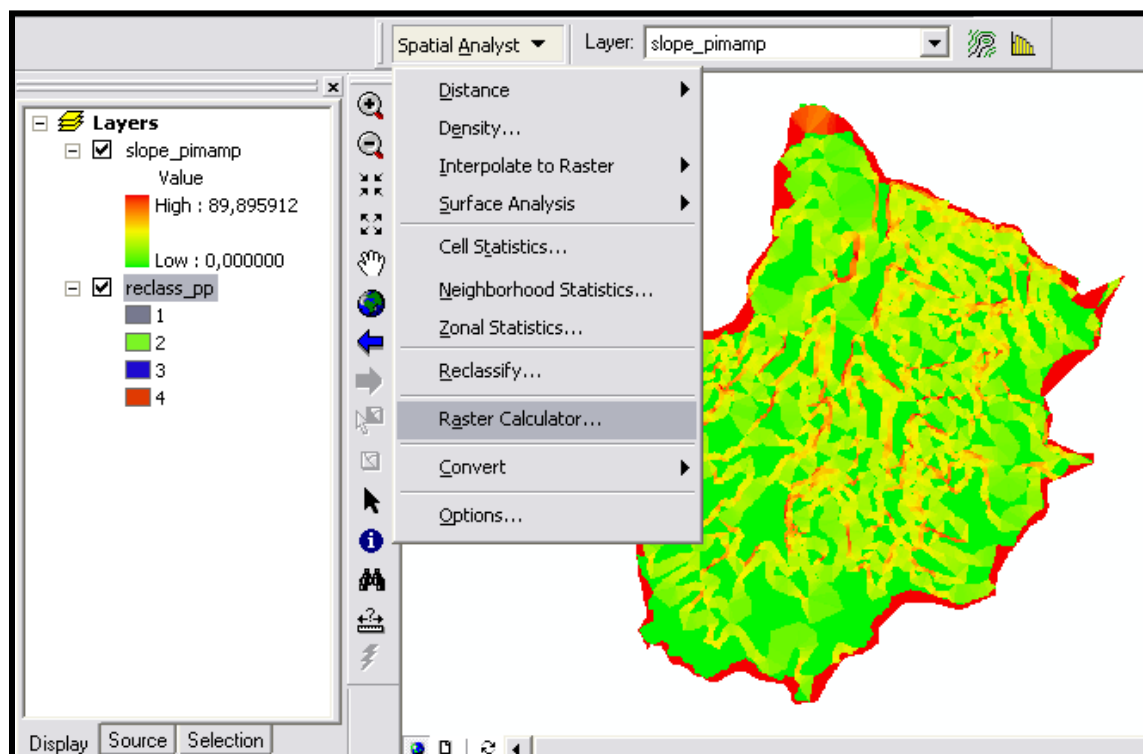 Spatial Analyst
Layer:
slope_pimamp
Distance
Density...
Interpolate to Raster
Surface Analysis
Cell Statistics...
Neighborhood Statistics...
Zonal Statistics...
Reclassify...
Raster Calculator...
Convert
Options...
Layers
slope_pimamp
Value
High : 89,895912
Low : 0,000000
reclass_pp
1
2
3
4
Display
Source
Selection